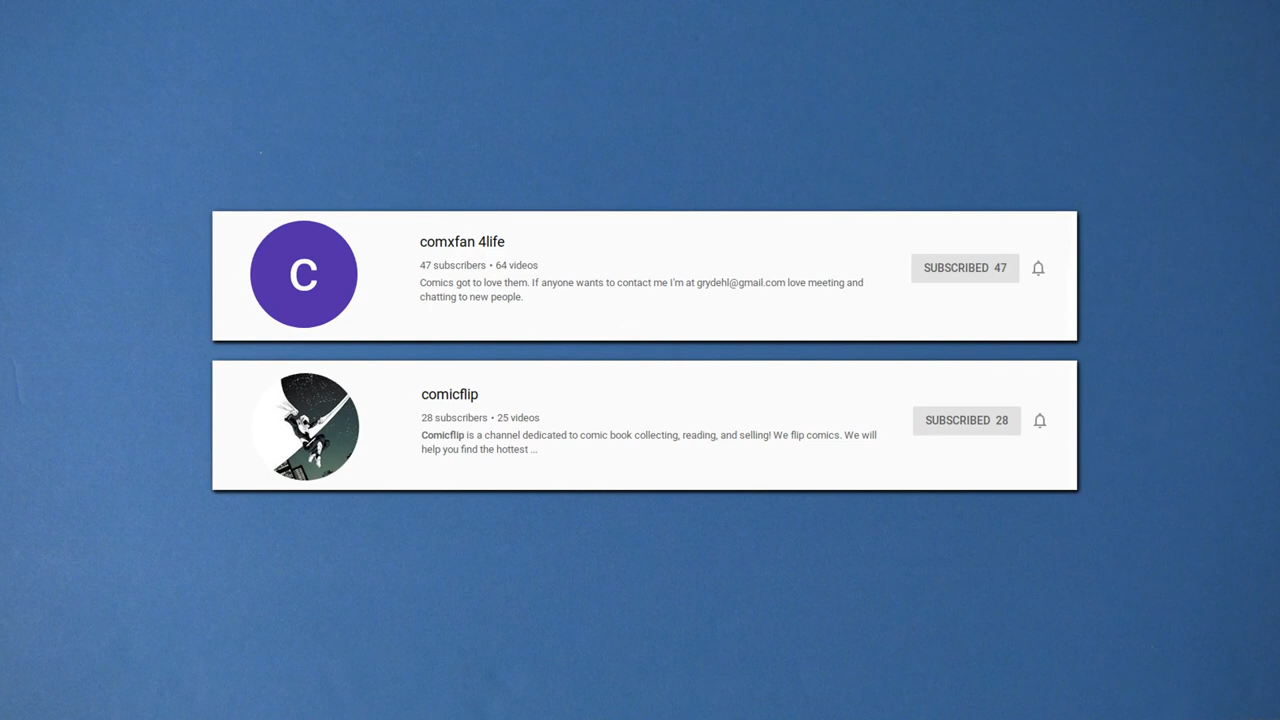 C
comxfan 4life
47 subscribers • 64 videos
Comics got to love them. If anyone wants to contact me I'm at grydehl@gmail.com love meeting and
chatting to new people.
SUBSCRIBED 47
comicflip
28 subscribers • 25 videos
Comicflip is a channel dedicated to comic book collecting, reading, and selling! We flip comics. We will
help you find the hottest ...
SUBSCRIBED 28